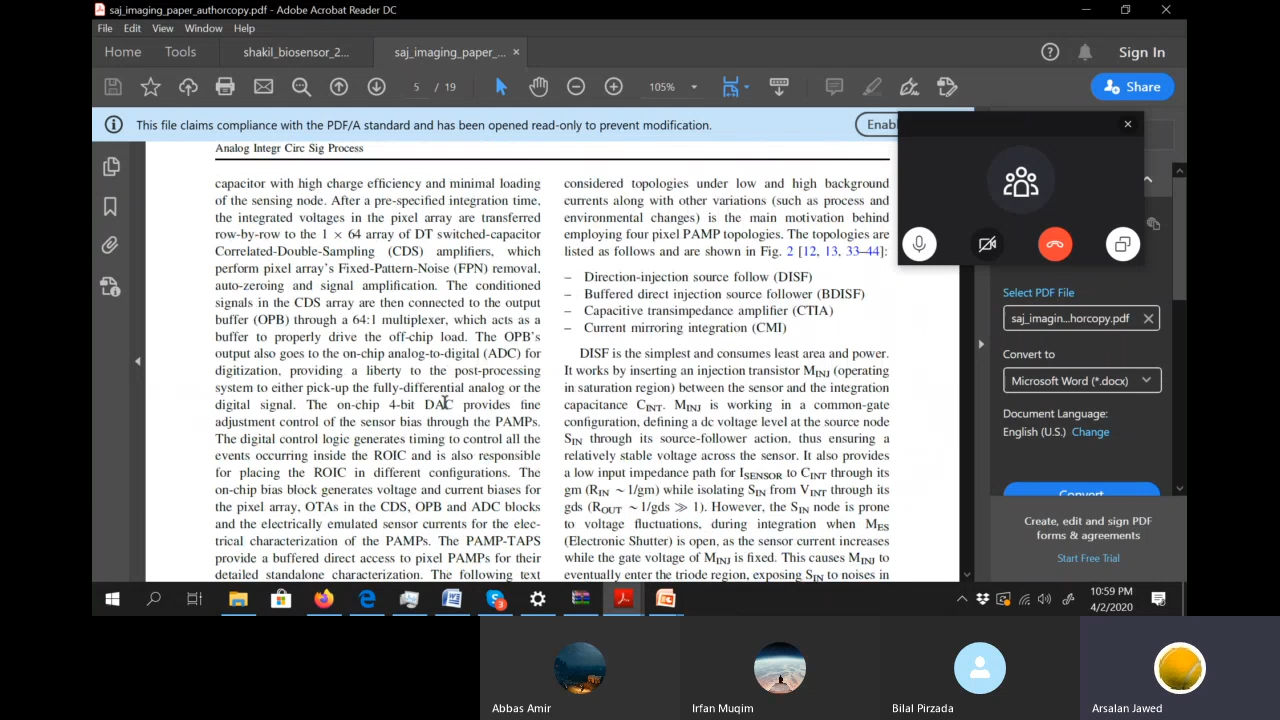 saj_imaging_paper_authorcopy.pdf - Adobe Acrobat Reader DC
File Edit View Window Help
Home Tools shakil_biosensor_2... saj_imaging_paper_... × Sign In
5 / 19 105% Share
This file claims compliance with the PDF/A standard and has been opened read-only to prevent modification. Enab
Analog Integr Circ Sig Process
capacitor with high charge efficiency and minimal loading
of the sensing node. After a pre-specified integration time,
the integrated voltages in the pixel array are transferred
row-by-row to the 1 × 64 array of DT switched-capacitor
Correlated-Double-Sampling (CDS) amplifiers, which
perform pixel array's Fixed-Pattern-Noise (FPN) removal,
auto-zeroing and signal amplification. The conditioned
signals in the CDS array are then connected to the output
buffer (OPB) through a 64:1 multiplexer, which acts as a
buffer to properly drive the off-chip load. The OPB's
output also goes to the on-chip analog-to-digital (ADC) for
digitization, providing a liberty to the post-processing
system to either pick-up the fully-differential analog or the
digital signal. The on-chip 4-bit DAC provides fine
adjustment control of the sensor bias through the PAMPs.
The digital control logic generates timing to control all the
events occurring inside the ROIC and is also responsible
for placing the ROIC in different configurations. The
on-chip bias block generates voltage and current biases for
the pixel array, OTAs in the CDS, OPB and ADC blocks
and the electrically emulated sensor currents for the elec-
trical characterization of the PAMPs. The PAMP-TAPS
provide a buffered direct access to pixel PAMPs for their
detailed standalone characterization. The following text
considered topologies under low and high background
currents along with other variations (such as process and
environmental changes) is the main motivation behind
employing four pixel PAMP topologies. The topologies are
listed as follows and are shown in Fig. 2 [12, 13, 33–44]:
– Direction-injection source follow (DISF)
– Buffered direct injection source follower (BDISF)
– Capacitive transimpedance amplifier (CTIA)
– Current mirroring integration (CMI)
DISF is the simplest and consumes least area and power.
It works by inserting an injection transistor MINJ (operating
in saturation region) between the sensor and the integration
capacitance CINT. MINJ is working in a common-gate
configuration, defining a dc voltage level at the source node
SIN through its source-follower action, thus ensuring a
relatively stable voltage across the sensor. It also provides
a low input impedance path for ISENSOR to CINT through its
gm (RIN ~ 1/gm) while isolating SIN from VINT through its
gds (ROUT ~ 1/gds ≫ 1). However, the SIN node is prone
to voltage fluctuations, during integration when MES
(Electronic Shutter) is open, as the sensor current increases
while the gate voltage of MINJ is fixed. This causes MINJ to
eventually enter the triode region, exposing SIN to noises in
Select PDF File
saj_imagin...horcopy.pdf
Convert to
Microsoft Word (*.docx)
Document Language:
English (U.S.) Change
Convert
Create, edit and sign PDF
forms & agreements
Start Free Trial
10:59 PM
4/2/2020
Abbas Amir
Irfan Muqim
Bilal Pirzada
Arsalan Jawed